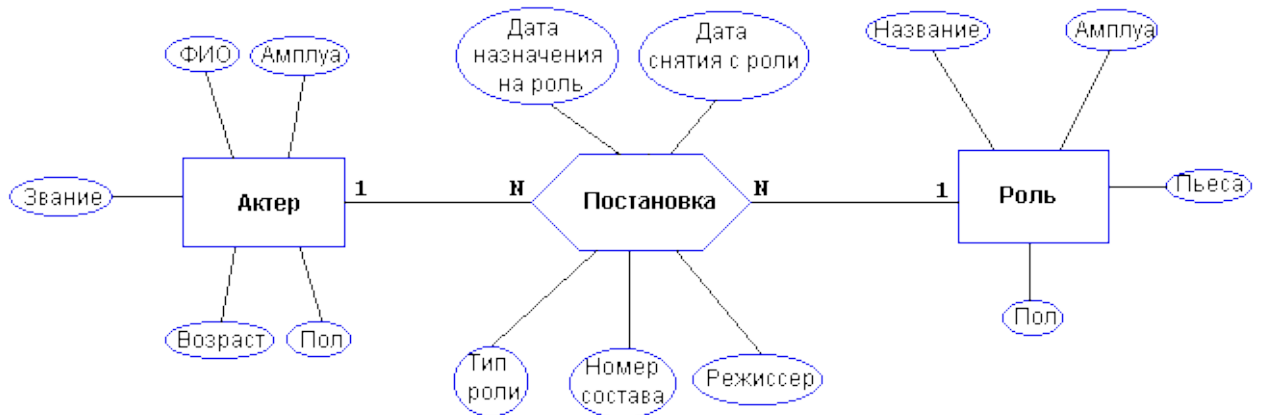 Дата
назначения
на роль
Дата
снятия с роли
ФИО
Амплуа
Название
Амплуа
Звание
Актер
1
N
Постановка
N
1
Роль
Пьеса
Возраст
Пол
Тип
роли
Номер
состава
Режиссер
Пол